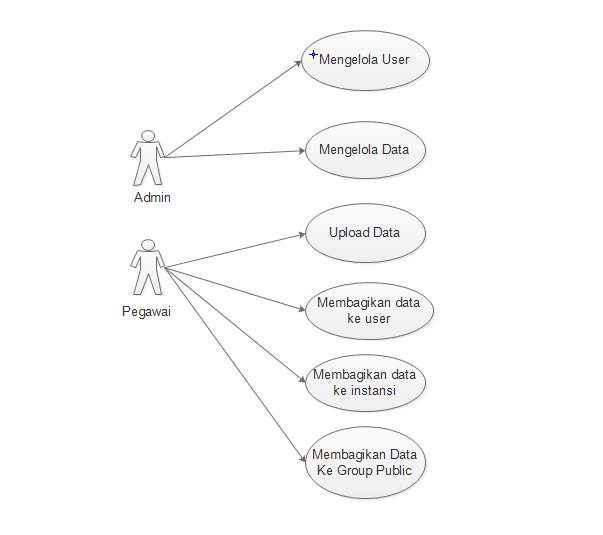 Mengelola User
Mengelola Data
Admin
Upload Data
Pegawai
Membagikan data
ke user
Membagikan data
ke instansi
Membagikan Data
Ke Group Public